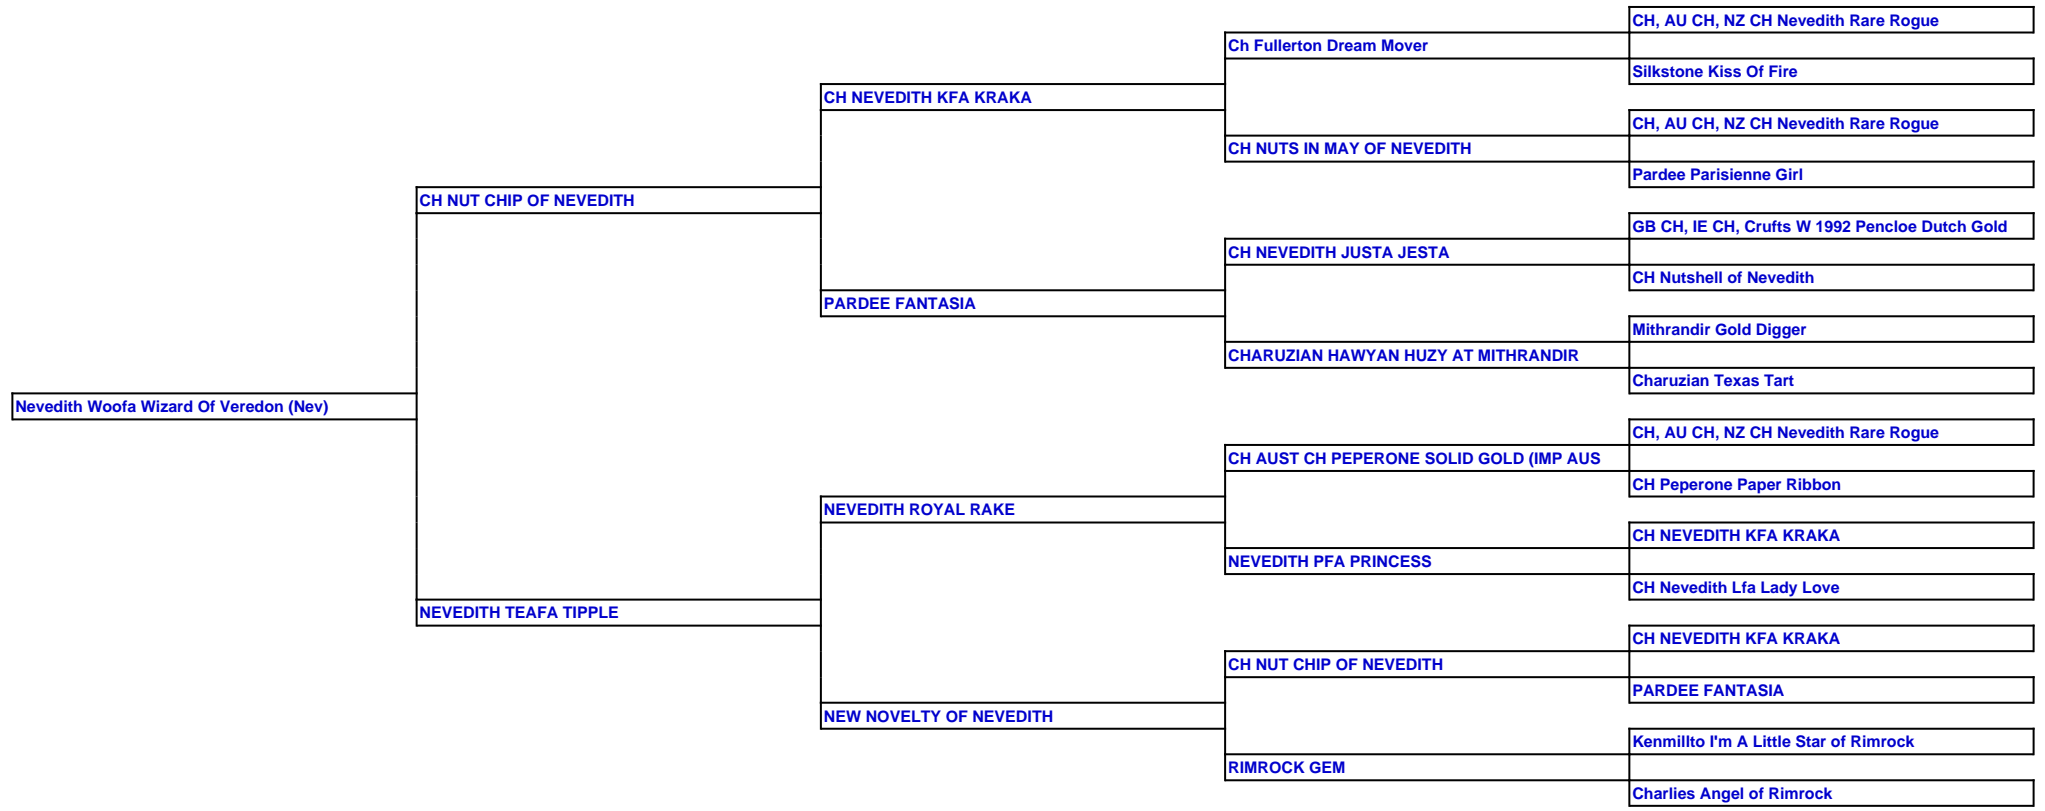 CH, AU CH, NZ CH Nevedith Rare Rogue
Ch Fullerton Dream Mover
Silkstone Kiss Of Fire
CH NEVEDITH KFA KRAKA
CH, AU CH, NZ CH Nevedith Rare Rogue
CH NUTS IN MAY OF NEVEDITH
Pardee Parisienne Girl
CH NUT CHIP OF NEVEDITH
GB CH, IE CH, Crufts W 1992 Pencloe Dutch Gold
CH NEVEDITH JUSTA JESTA
CH Nutshell of Nevedith
PARDEE FANTASIA
Mithrandir Gold Digger
CHARUZIAN HAWYAN HUZY AT MITHRANDIR
Charuzian Texas Tart
Nevedith Woofa Wizard Of Veredon (Nev)
CH, AU CH, NZ CH Nevedith Rare Rogue
CH AUST CH PEPERONE SOLID GOLD (IMP AUS
CH Peperone Paper Ribbon
NEVEDITH ROYAL RAKE
CH NEVEDITH KFA KRAKA
NEVEDITH PFA PRINCESS
CH Nevedith Lfa Lady Love
NEVEDITH TEAFA TIPPLE
CH NEVEDITH KFA KRAKA
CH NUT CHIP OF NEVEDITH
PARDEE FANTASIA
NEW NOVELTY OF NEVEDITH
Kenmillto I'm A Little Star of Rimrock
RIMROCK GEM
Charlies Angel of Rimrock